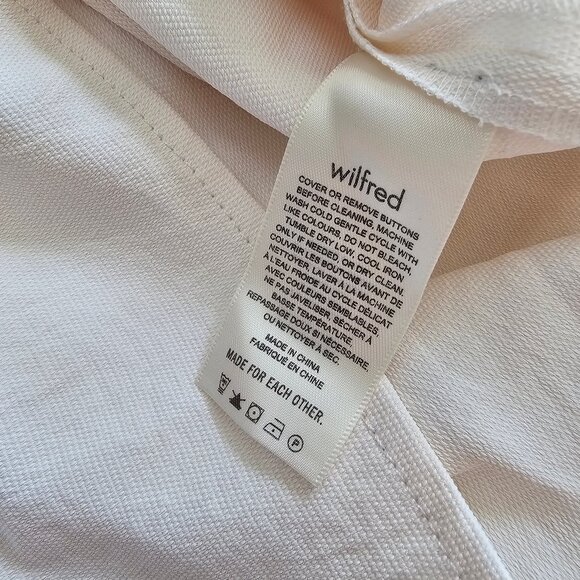 wilfred
COVER OR REMOVE BUTTONS
BEFORE CLEANING, MACHINE
WASH COLD GENTLE CYCLE WITH
LIKE COLOURS, DO NOT BLEACH,
TUMBLE DRY LOW, COOL IRON
ONLY IF NEEDED, OR DRY CLEAN.
COUVRIR LES BOUTONS AVANT DE
NETTOYER, LAVER À LA MACHINE
À L'EAU FROIDE AU CYCLE DÉLICAT
AVEC COULEURS SEMBLABLES,
NE PAS JAVELISER, SÉCHER À
BASSE TEMPÉRATURE,
REPASSAGE DOUX SI NÉCESSAIRE,
OU NETTOYER À SEC.
MADE IN CHINA
FABRIQUÉ EN CHINE
MADE FOR EACH OTHER.
P